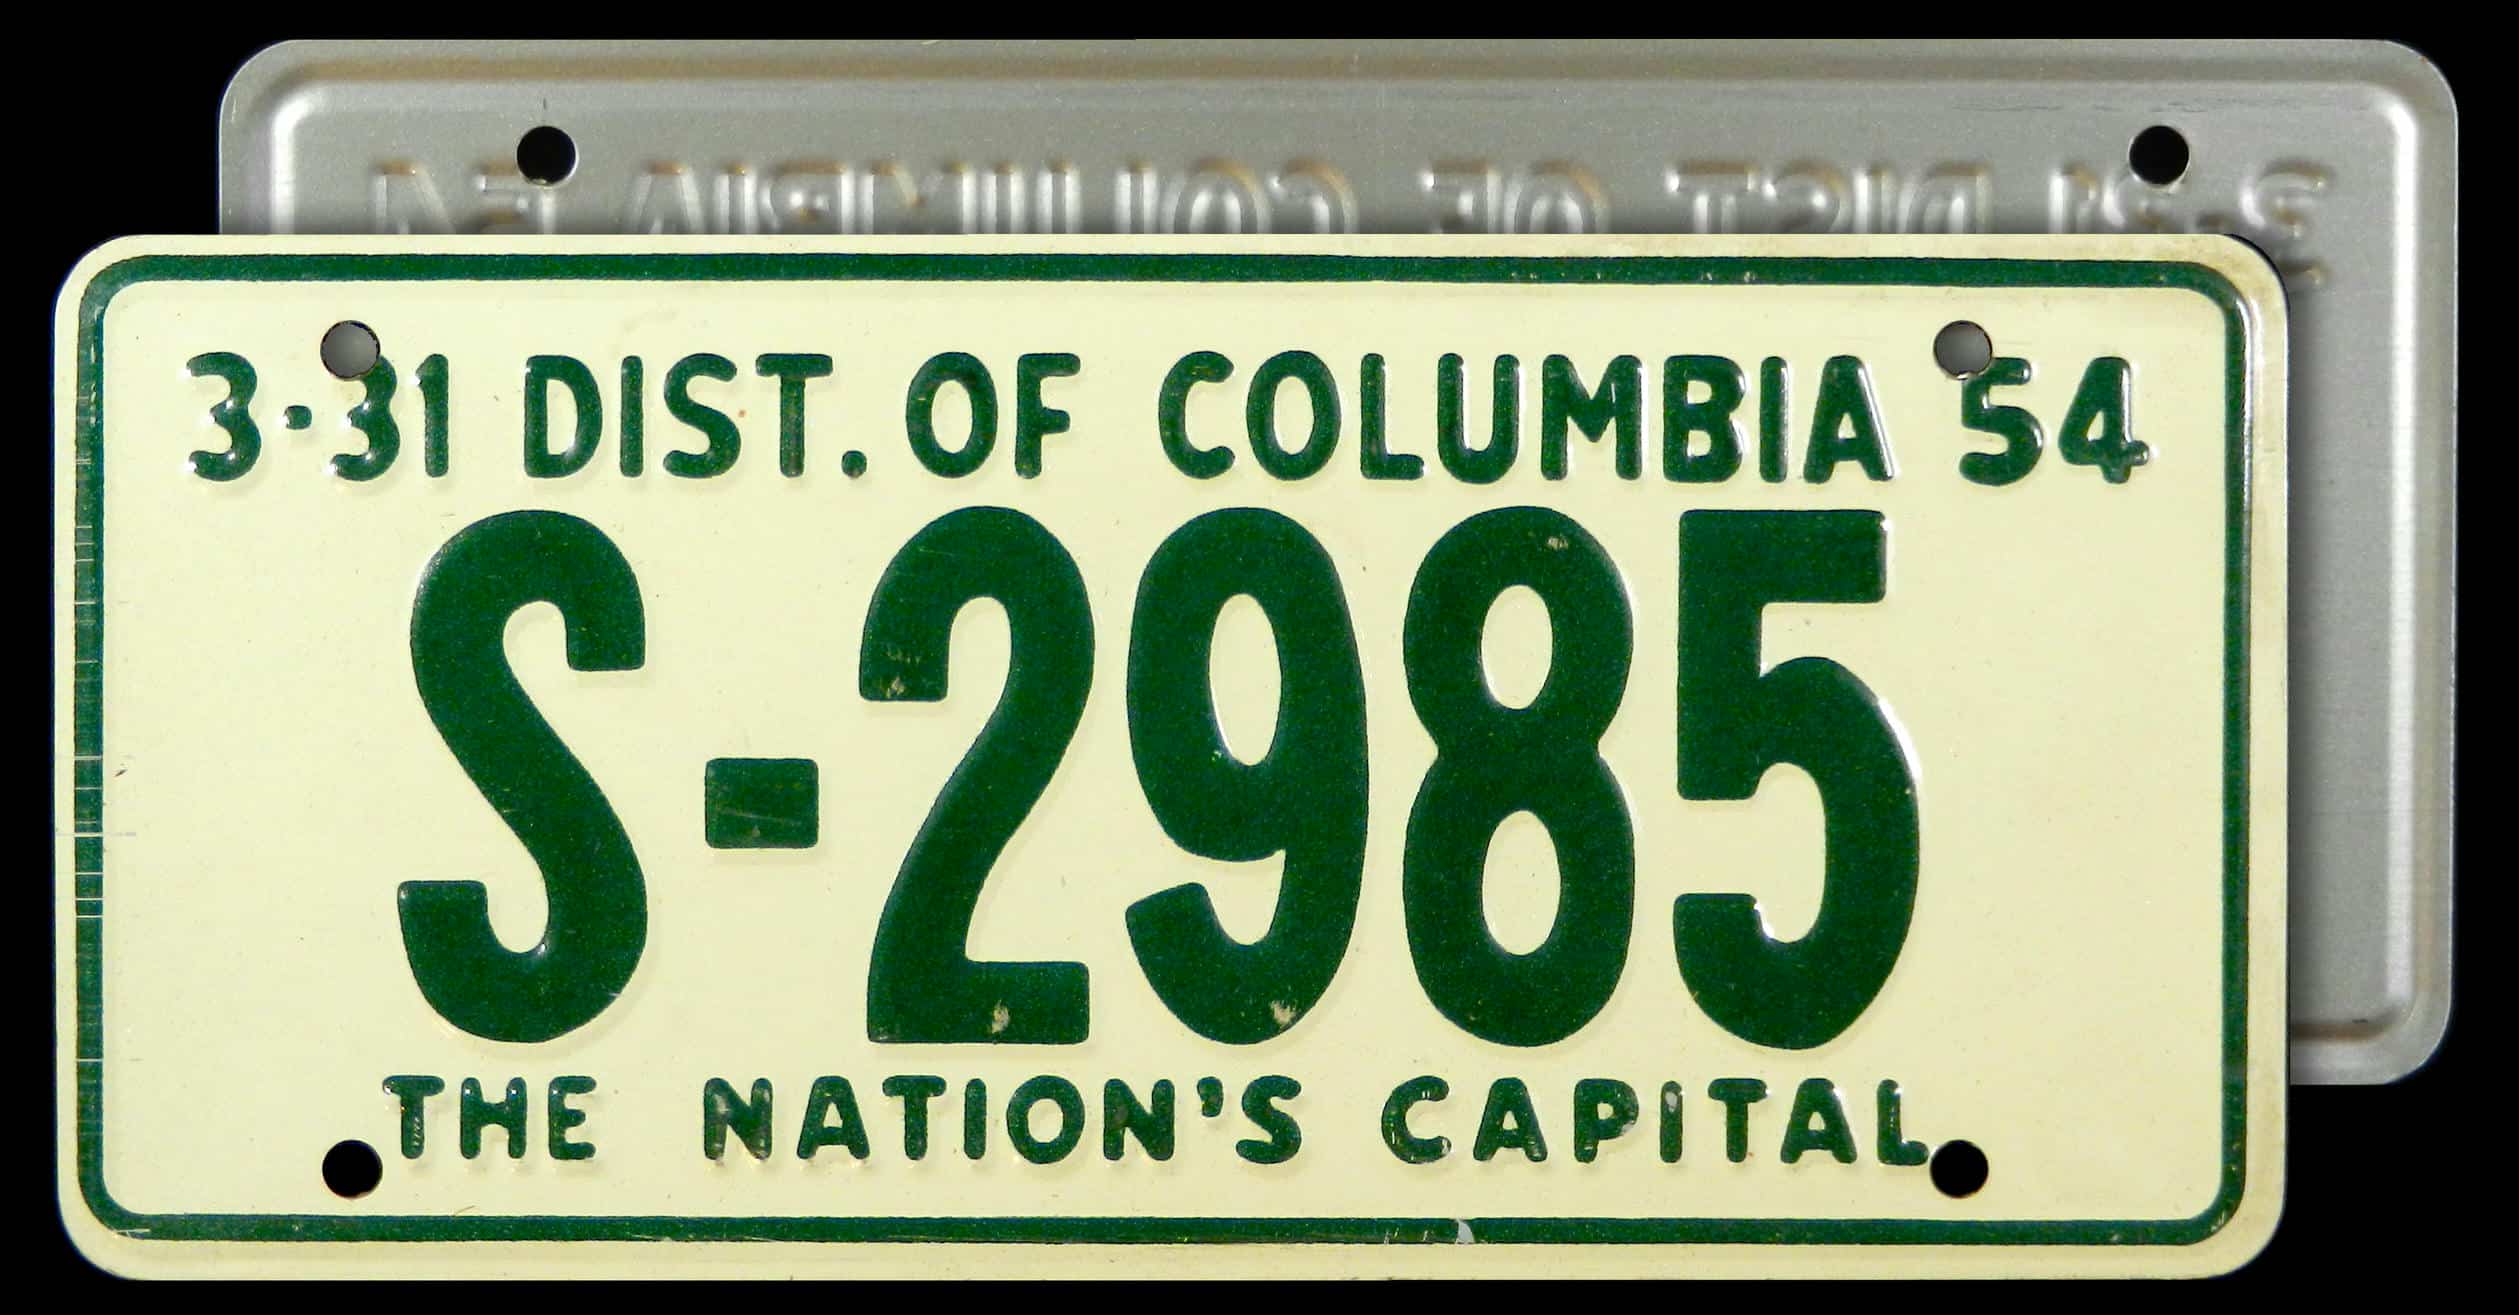 3-31 DIST. OF COLUMBIA 54
S-2985
THE NATION'S CAPITAL